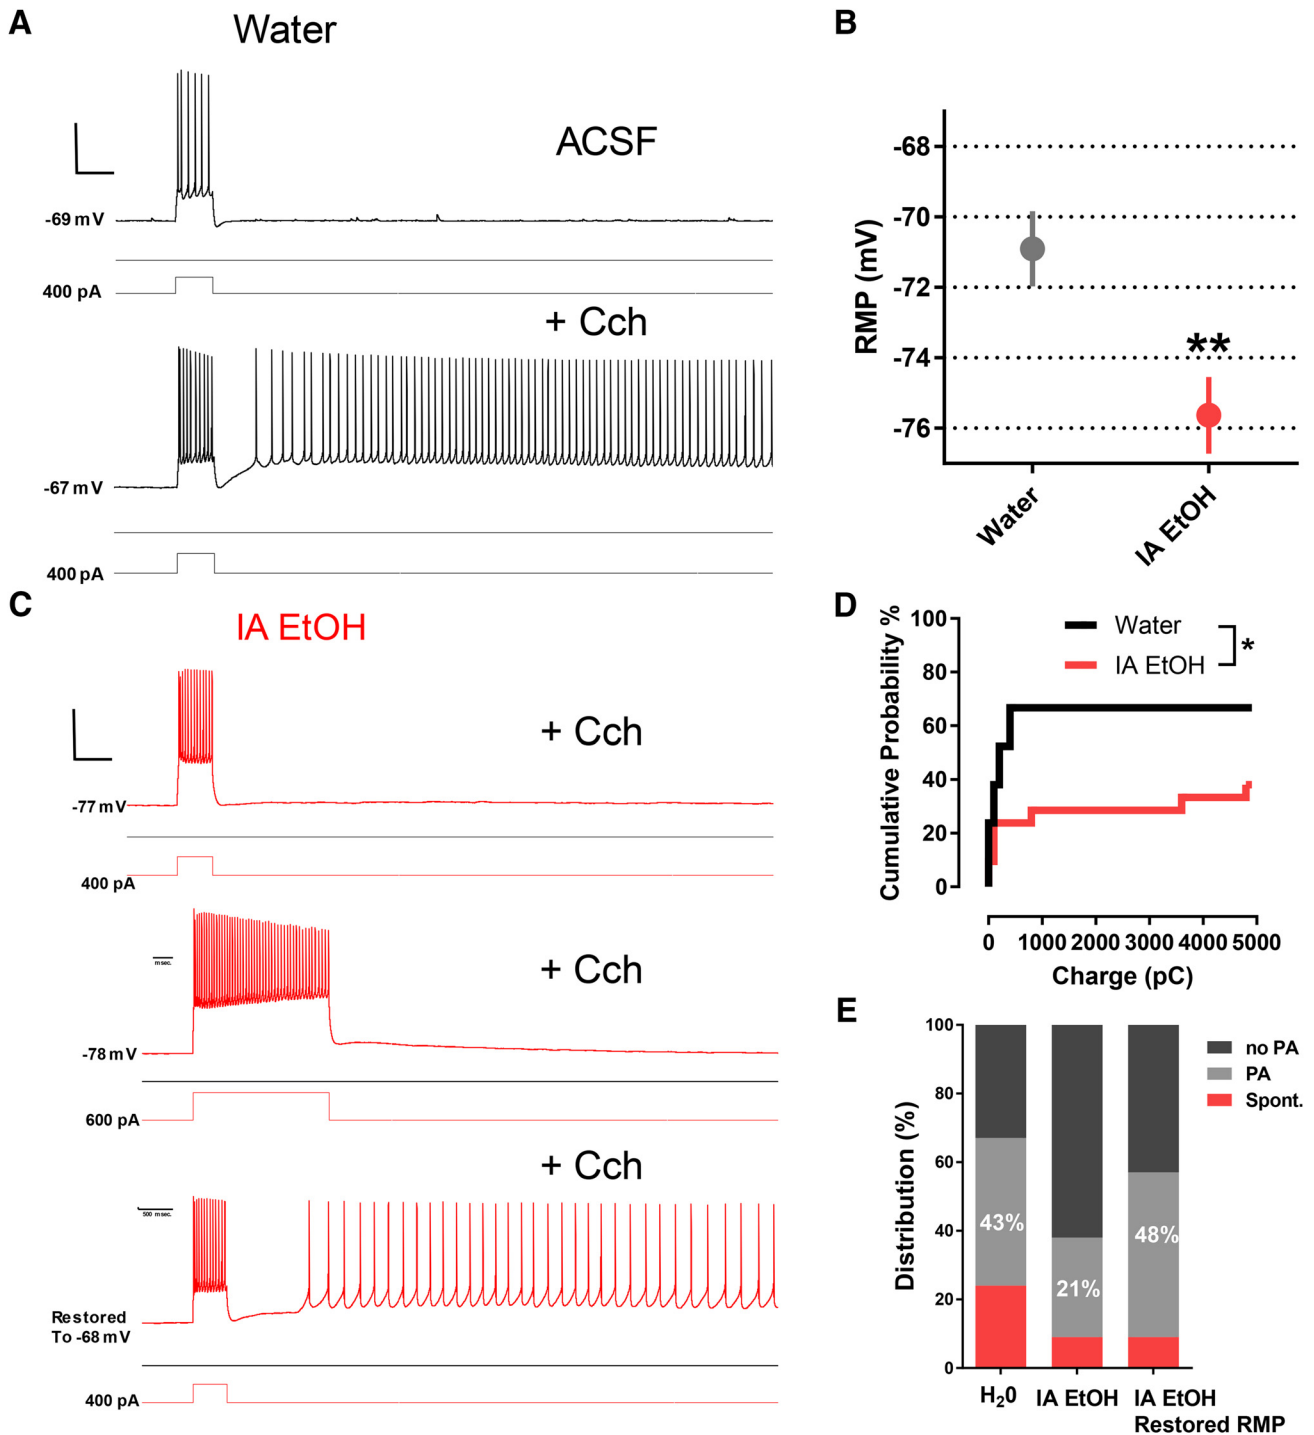 A
Water
ACSF
-69 mV
400 pA
+ Cch
-67 mV
400 pA
B
RMP (mV)
-68
-70
-72
-74
-76
**
Water
IA EtOH
C
IA EtOH
+ Cch
-77 mV
400 pA
+ Cch
msec.
-78 mV
600 pA
+ Cch
500 msec.
Restored
To -68 mV
400 pA
D
Cumulative Probability %
100
80
60
40
20
0
Water
IA EtOH
*
0 1000 2000 3000 4000 5000
Charge (pC)
E
Distribution (%)
100
80
60
40
20
0
43%
21%
48%
no PA
PA
Spont.
H₂0
IA EtOH
IA EtOH
Restored RMP